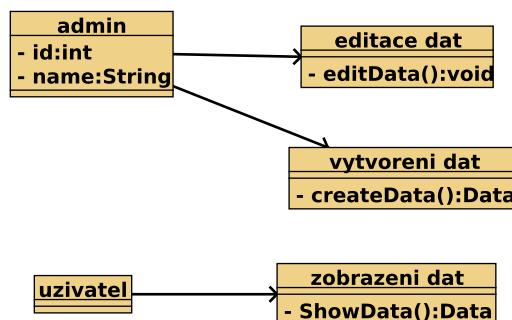 admin
- id:int
- name:String
editace dat
- editData():void
vytvoreni dat
- createData():Data
uzivatel
zobrazeni dat
- ShowData():Data